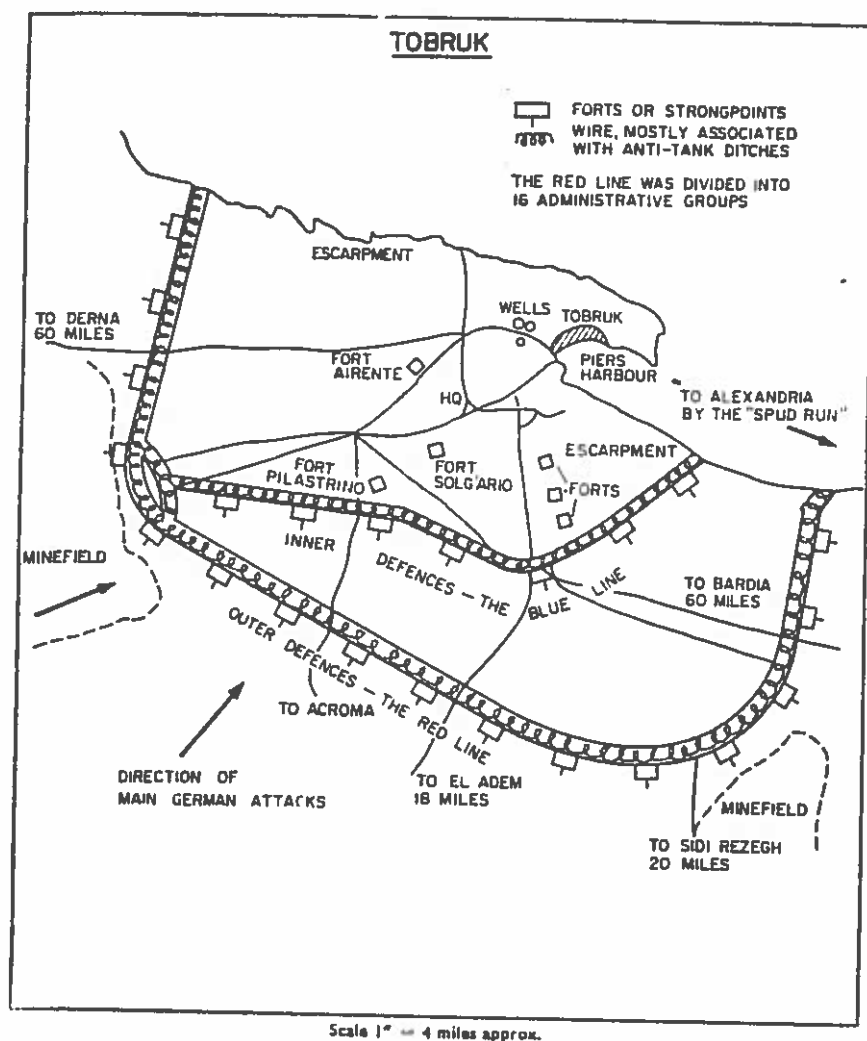 TOBRUK
FORTS OR STRONGPOINTS
WIRE, MOSTLY ASSOCIATED
WITH ANTI-TANK DITCHES
THE RED LINE WAS DIVIDED INTO
16 ADMINISTRATIVE GROUPS
ESCARPMENT
TO DERNA
60 MILES
WELLS
TOBRUK
FORT
AIRENTE
PIERS
HARBOUR
HQ
TO ALEXANDRIA
BY THE "SPUD RUN"
ESCARPMENT
FORT
PILASTRINO
FORT
SOLGARIO
FORTS
INNER DEFENCES — THE BLUE LINE
MINEFIELD
TO BARDIA
60 MILES
OUTER DEFENCES — THE RED LINE
TO ACROMA
DIRECTION OF
MAIN GERMAN ATTACKS
TO EL ADEM
18 MILES
MINEFIELD
TO SIDI REZEGH
20 MILES
Scale 1" = 4 miles approx.